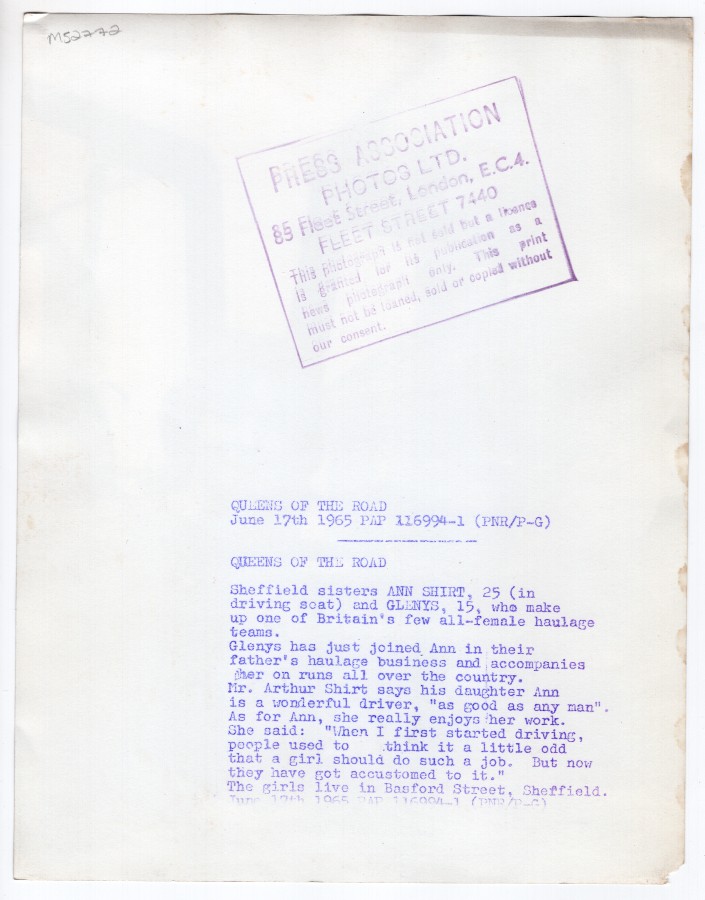 M52772
PRESS ASSOCIATION
PHOTOS LTD.
85 Fleet Street, London, E.C.4.
FLEET STREET 7440
This photograph is not sold but a licence
is granted for its publication as a
news photograph only. This print
must not be loaned, sold or copied without
our consent.
QUEENS OF THE ROAD
June 17th 1965 PAP 116994-1 (PNR/P-G)
QUEENS OF THE ROAD
Sheffield sisters ANN SHIRT, 25 (in
driving seat) and GLENYS, 15, who make
up one of Britain's few all-female haulage
teams.
Glenys has just joined Ann in their
father's haulage business and accompanies
her on runs all over the country.
Mr. Arthur Shirt says his daughter Ann
is a wonderful driver, "as good as any man".
As for Ann, she really enjoys her work.
She said: "When I first started driving,
people used to think it a little odd
that a girl should do such a job. But now
they have got accustomed to it."
The girls live in Basford Street, Sheffield.
June 17th 1965 PAP 116994-1 (PNR/P-G)